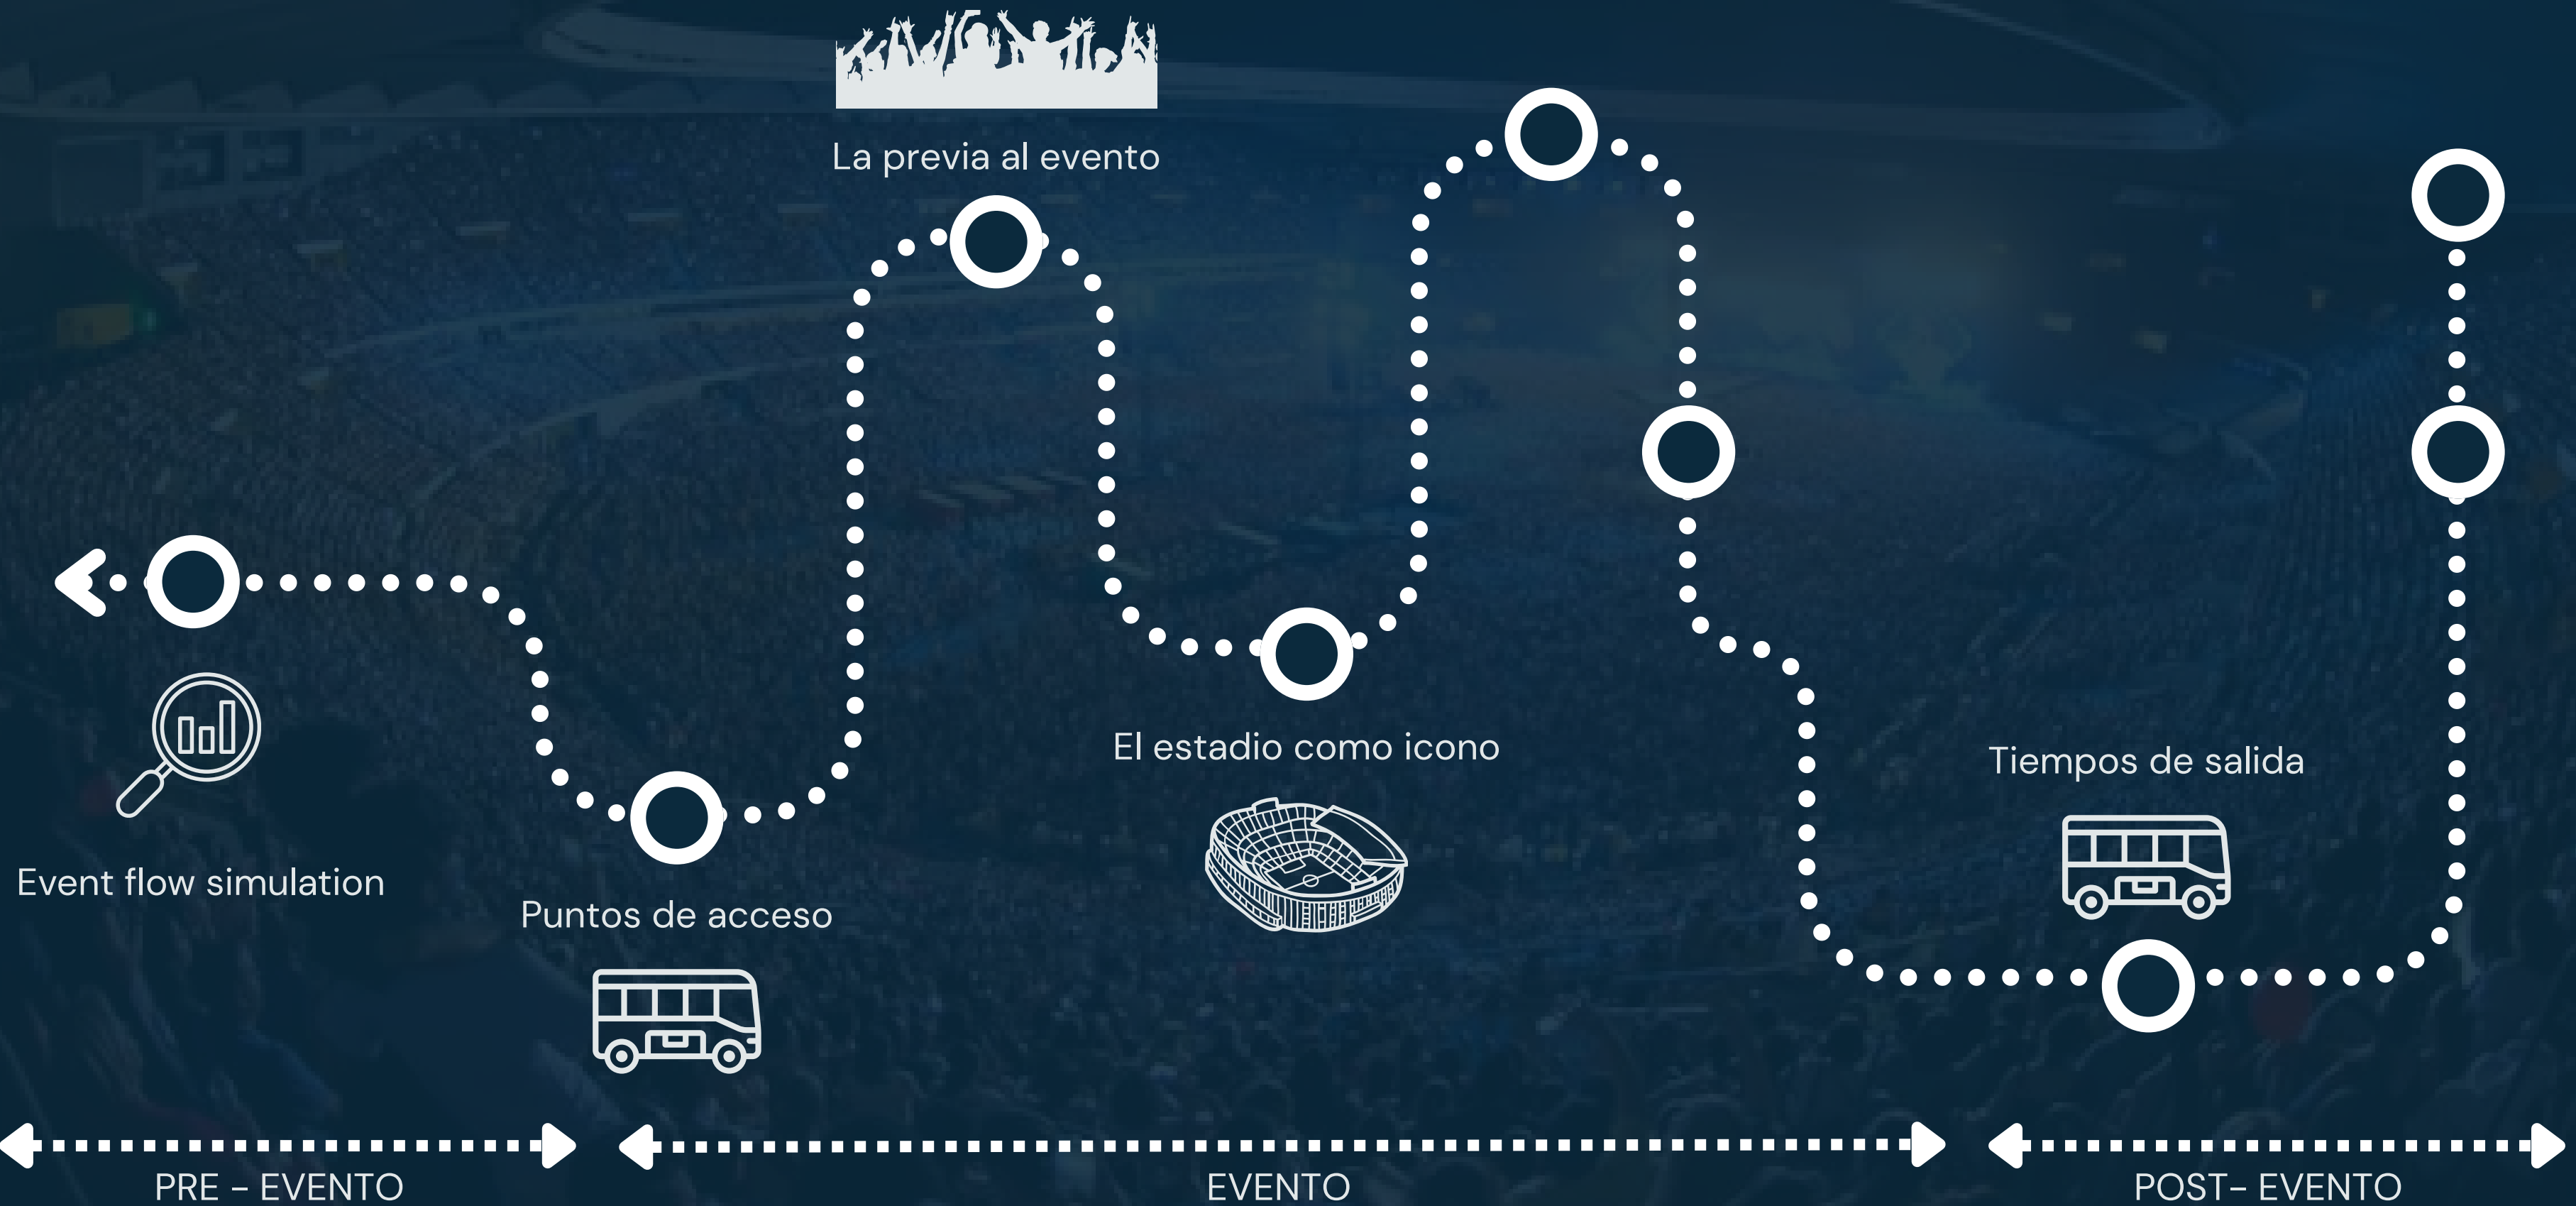 La previa al evento
El estadio como icono
Tiempos de salida
Event flow simulation
Puntos de acceso
PRE - EVENTO
EVENTO
POST- EVENTO